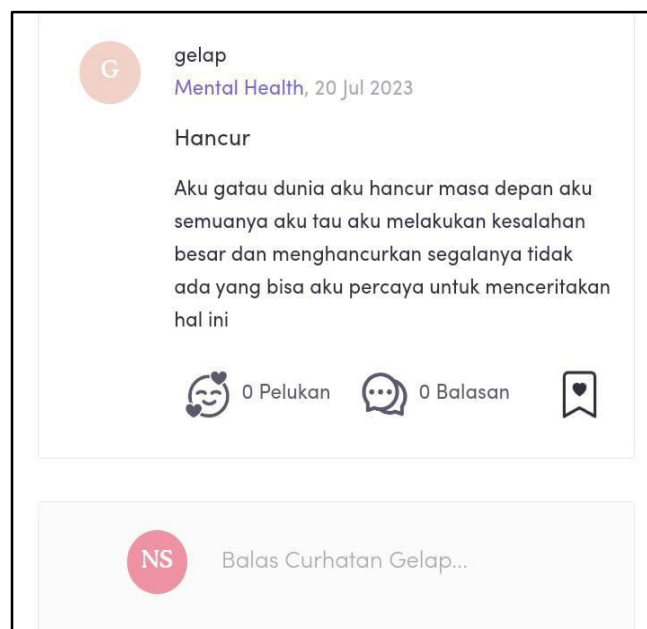 G
gelap
Mental Health, 20 Jul 2023
Hancur
Aku gatau dunia aku hancur masa depan aku
semuanya aku tau aku melakukan kesalahan
besar dan menghancurkan segalanya tidak
ada yang bisa aku percaya untuk menceritakan
hal ini
0 Pelukan 0 Balasan
NS Balas Curhatan Gelap...